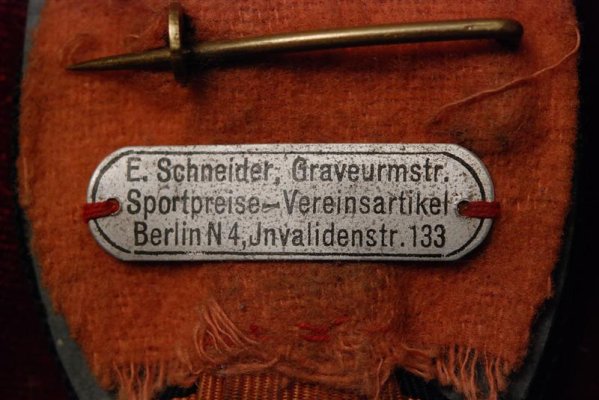 E. Schneider, Graveurmstr.
Sportpreise–Vereinsartikel
Berlin N 4, Jnvalidenstr. 133